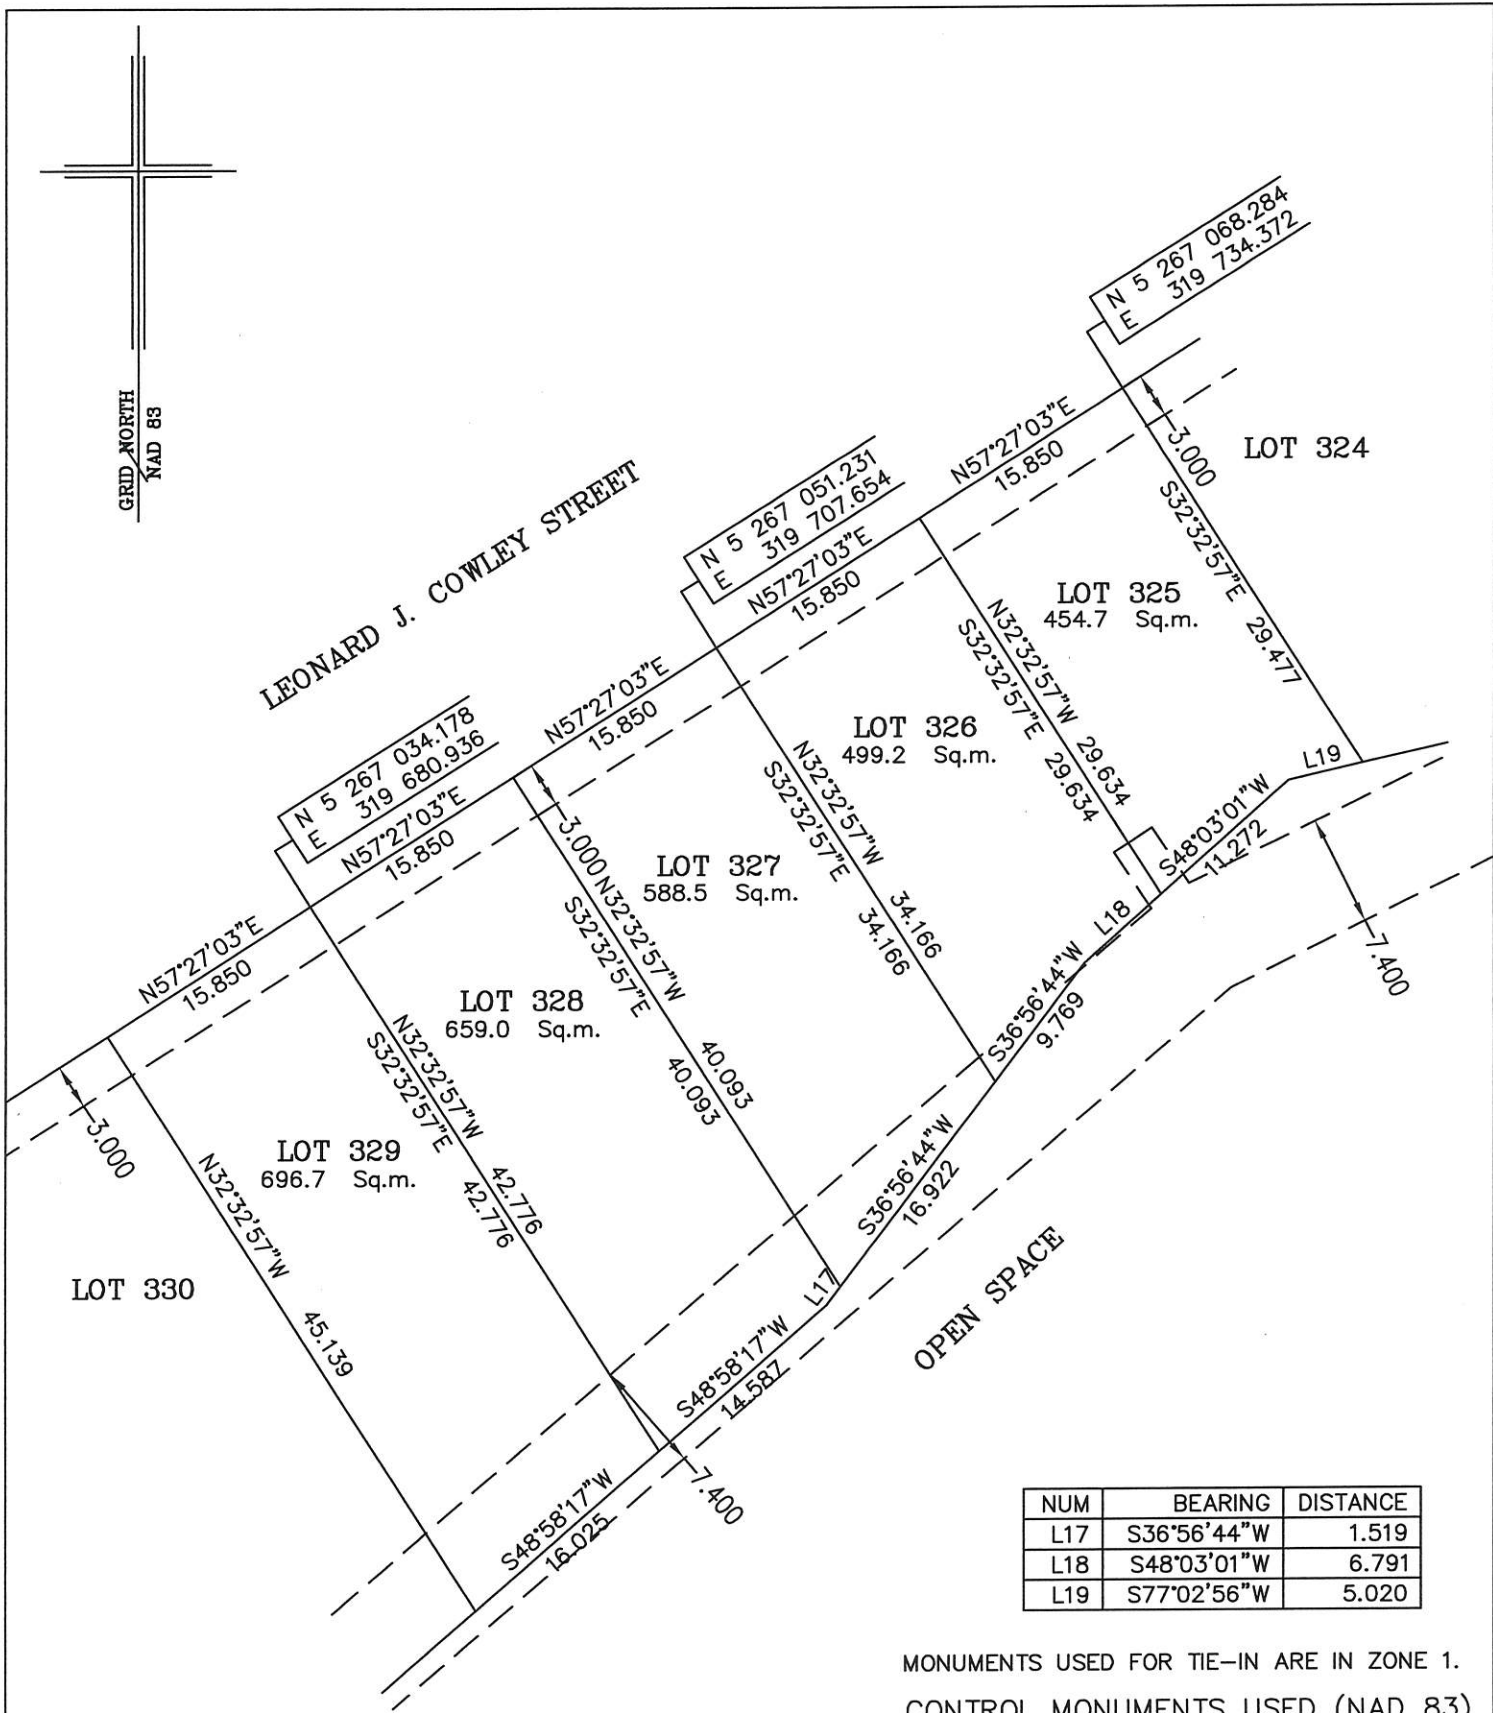 GRID NORTH
NAD 83
N 5 267 068.284
E 319 734.372
N57°27'03"E
15.850
3.000
LOT 324
S32°32'57"E 29.477
LEONARD J. COWLEY STREET
N 5 267 051.231
E 319 707.654
N57°27'03"E
15.850
LOT 325
454.7 Sq.m.
N32°32'57"W 29.634
S32°32'57"E 29.634
N57°27'03"E
15.850
LOT 326
499.2 Sq.m.
N 5 267 034.178
E 319 680.936
N57°27'03"E
15.850
L19
S48°03'01"W
11.272
N32°32'57"W 34.166
S32°32'57"E 34.166
3.000
LOT 327
588.5 Sq.m.
L18
7.400
N57°27'03"E
15.850
N32°32'57"W 40.093
S32°32'57"E 40.093
S36°56'44"W
9.769
LOT 328
659.0 Sq.m.
N32°32'57"W 42.776
S32°32'57"E 42.776
3.000
LOT 329
696.7 Sq.m.
S36°56'44"W
16.922
N32°32'57"W 45.139
LOT 330
L17
OPEN SPACE
S48°58'17"W
14.587
7.400
S48°58'17"W
16.025
NUM BEARING DISTANCE
L17 S36°56'44"W 1.519
L18 S48°03'01"W 6.791
L19 S77°02'56"W 5.020
MONUMENTS USED FOR TIE-IN ARE IN ZONE 1.
CONTROL MONUMENTS USED (NAD 83)